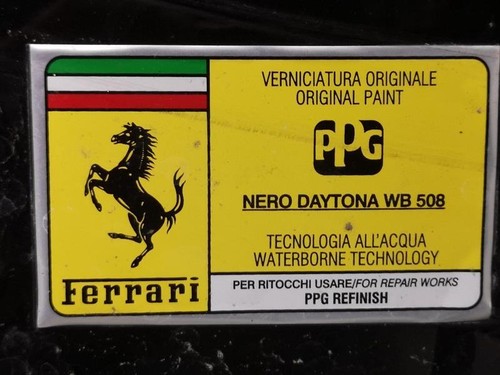 VERNICIATURA ORIGINALE
ORIGINAL PAINT
PPG
NERO DAYTONA WB 508
TECNOLOGIA ALL'ACQUA
WATERBORNE TECHNOLOGY
Ferrari
PER RITOCCHI USARE/FOR REPAIR WORKS
PPG REFINISH